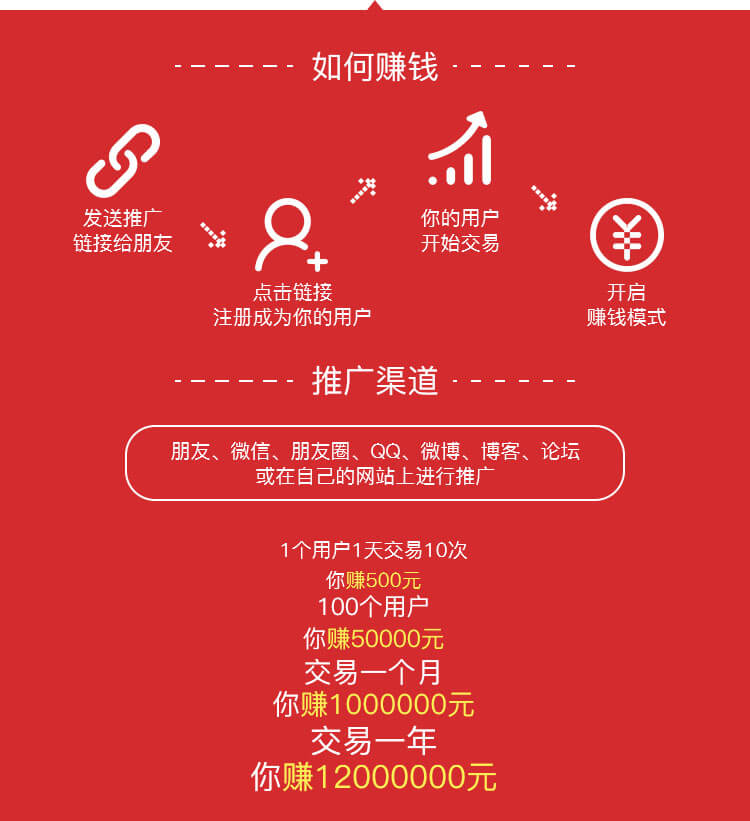 如何赚钱
发送推广
链接给朋友
点击链接
注册成为你的用户
你的用户
开始交易
开启
赚钱模式
推广渠道
朋友、微信、朋友圈、QQ、微博、博客、论坛
或在自己的网站上进行推广
1个用户1天交易10次
你赚500元
100个用户
你赚50000元
交易一个月
你赚1000000元
交易一年
你赚12000000元